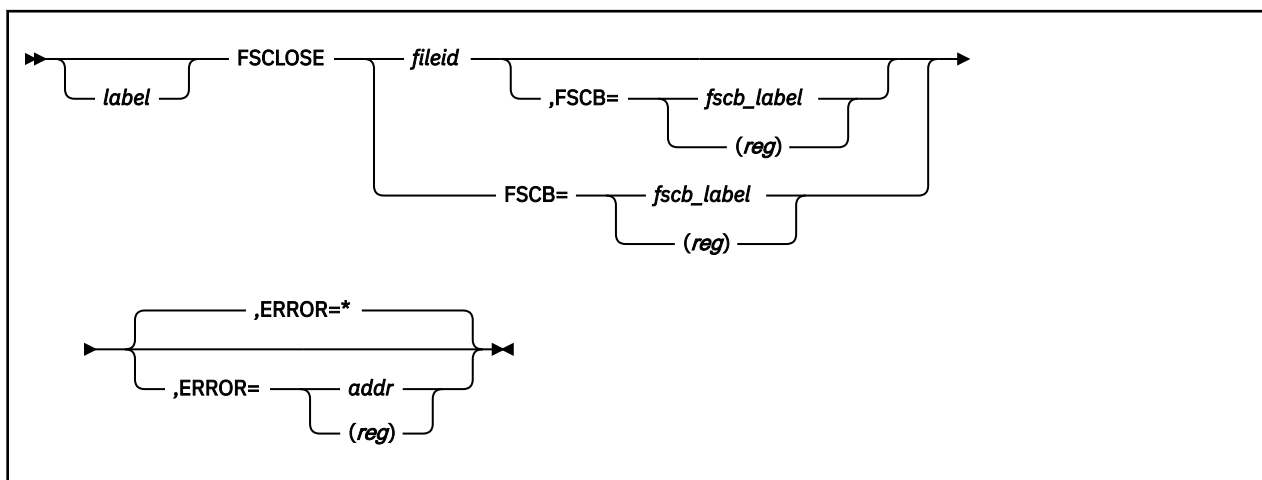 FSCLOSE fileid
label ,FSCB= fscb_label
(reg)
FSCB= fscb_label
(reg)
,ERROR=*
,ERROR= addr
(reg)